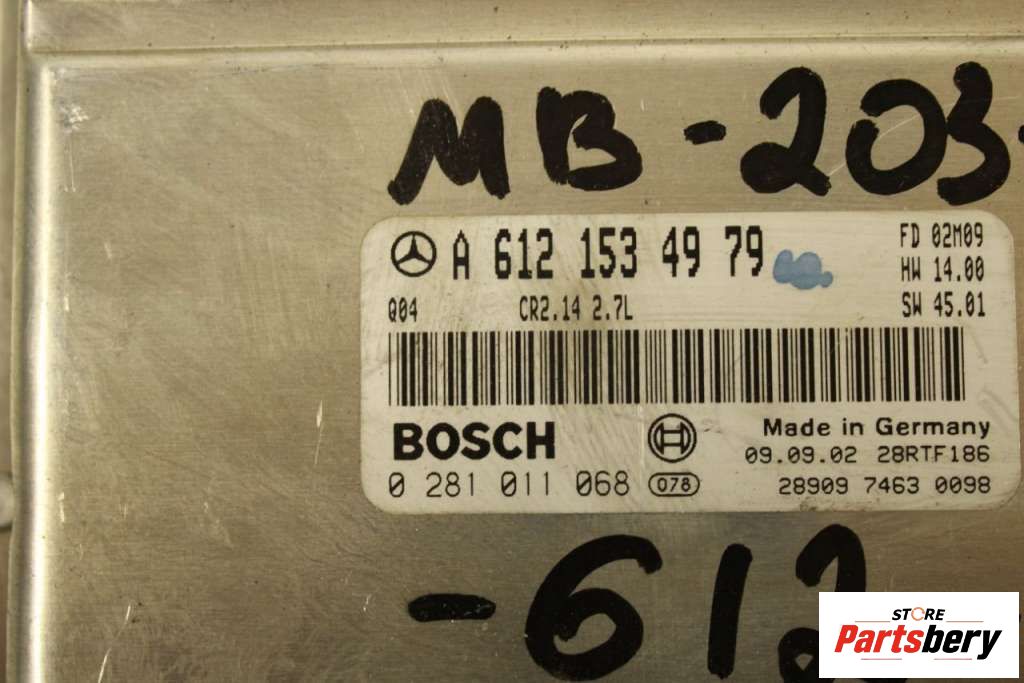 MB-203-
A 612 153 49 79
FD 02M09
HW 14.00
Q04 CR2.14 2.7L
SW 45.01
BOSCH
Made in Germany
09.09.02 28RTF186
0 281 011 068 078
28909 7463 0098
-612
STORE
Partsbery